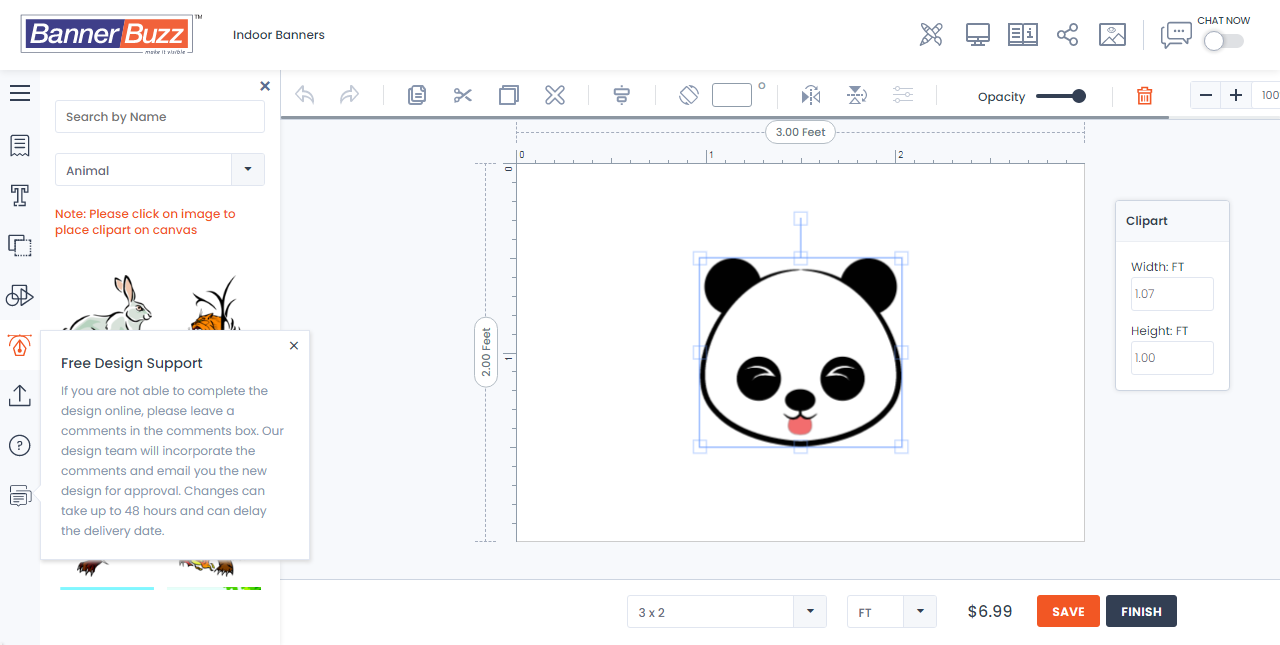 BannerBuzz
TM
make it visible
Indoor Banners
CHAT NOW
Search by Name
Animal
Note: Please click on image to
place clipart on canvas
Free Design Support
If you are not able to complete the
design online, please leave a
comments in the comments box. Our
design team will incorporate the
comments and email you the new
design for approval. Changes can
take up to 48 hours and can delay
the delivery date.
Opacity
100
3.00 Feet
0
1
2
0
1
2.00 Feet
Clipart
Width: FT
1.07
Height: FT
1.00
3 x 2
FT
$6.99
SAVE
FINISH